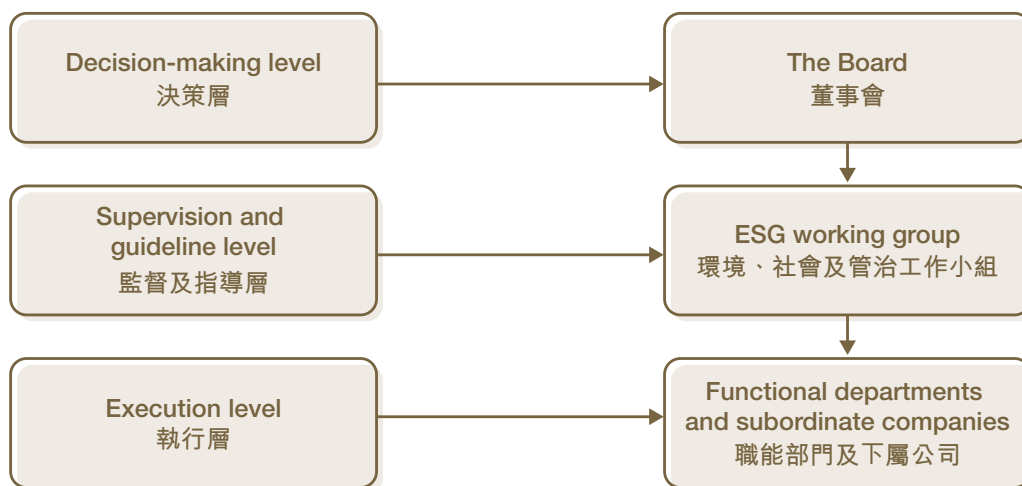 Decision-making level
決策層
The Board
董事會
Supervision and
guideline level
監督及指導層
ESG working group
環境、社會及管治工作小組
Execution level
執行層
Functional departments
and subordinate companies
職能部門及下屬公司